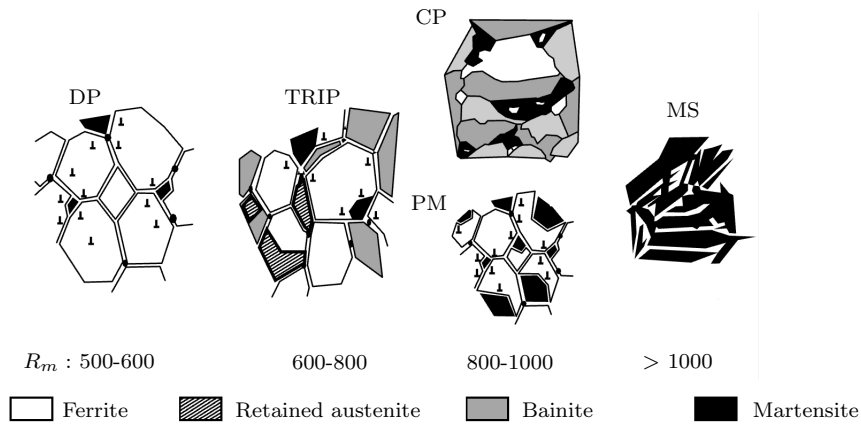 CP
DP
TRIP
MS
PM
R_m : 500-600 600-800 800-1000 > 1000
Ferrite Retained austenite Bainite Martensite